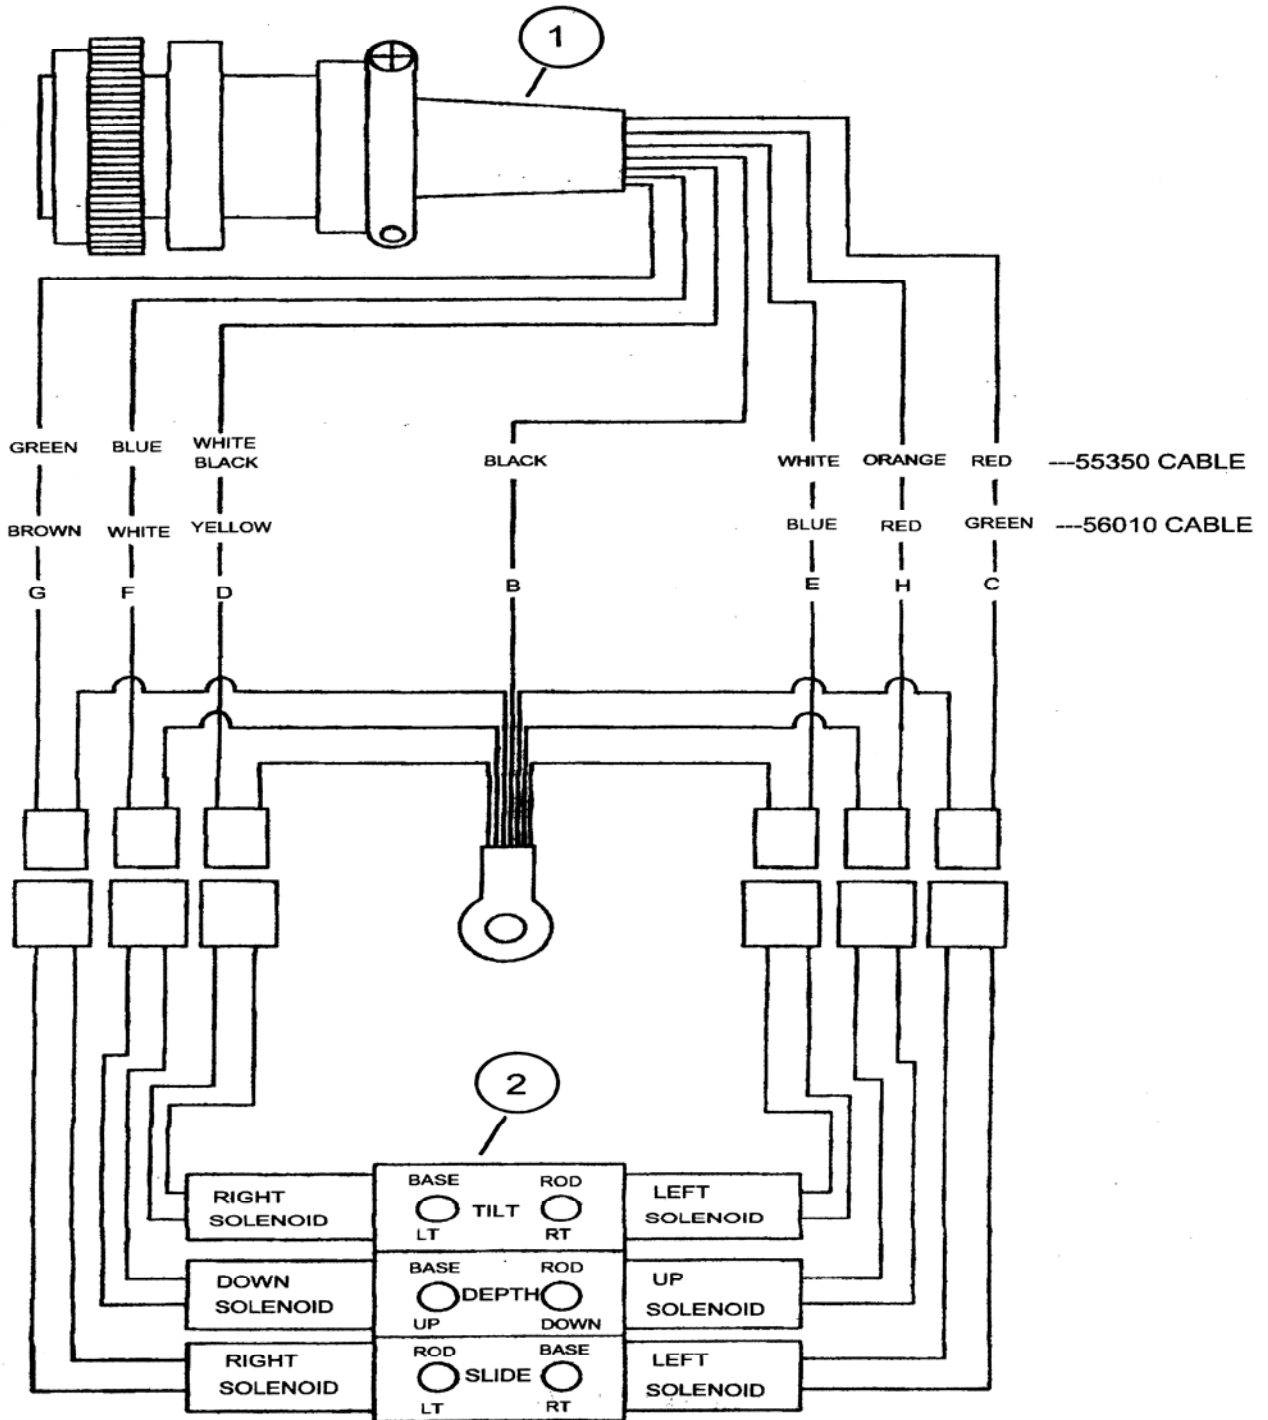 1
GREEN BLUE WHITE BLACK BLACK WHITE ORANGE RED ---55350 CABLE
BROWN WHITE YELLOW BLUE RED GREEN ---56010 CABLE
G F D B E H C
2
RIGHT SOLENOID
BASE ROD
TILT
LT RT
LEFT SOLENOID
DOWN SOLENOID
BASE ROD
DEPTH
UP DOWN
UP SOLENOID
RIGHT SOLENOID
ROD BASE
SLIDE
LT RT
LEFT SOLENOID